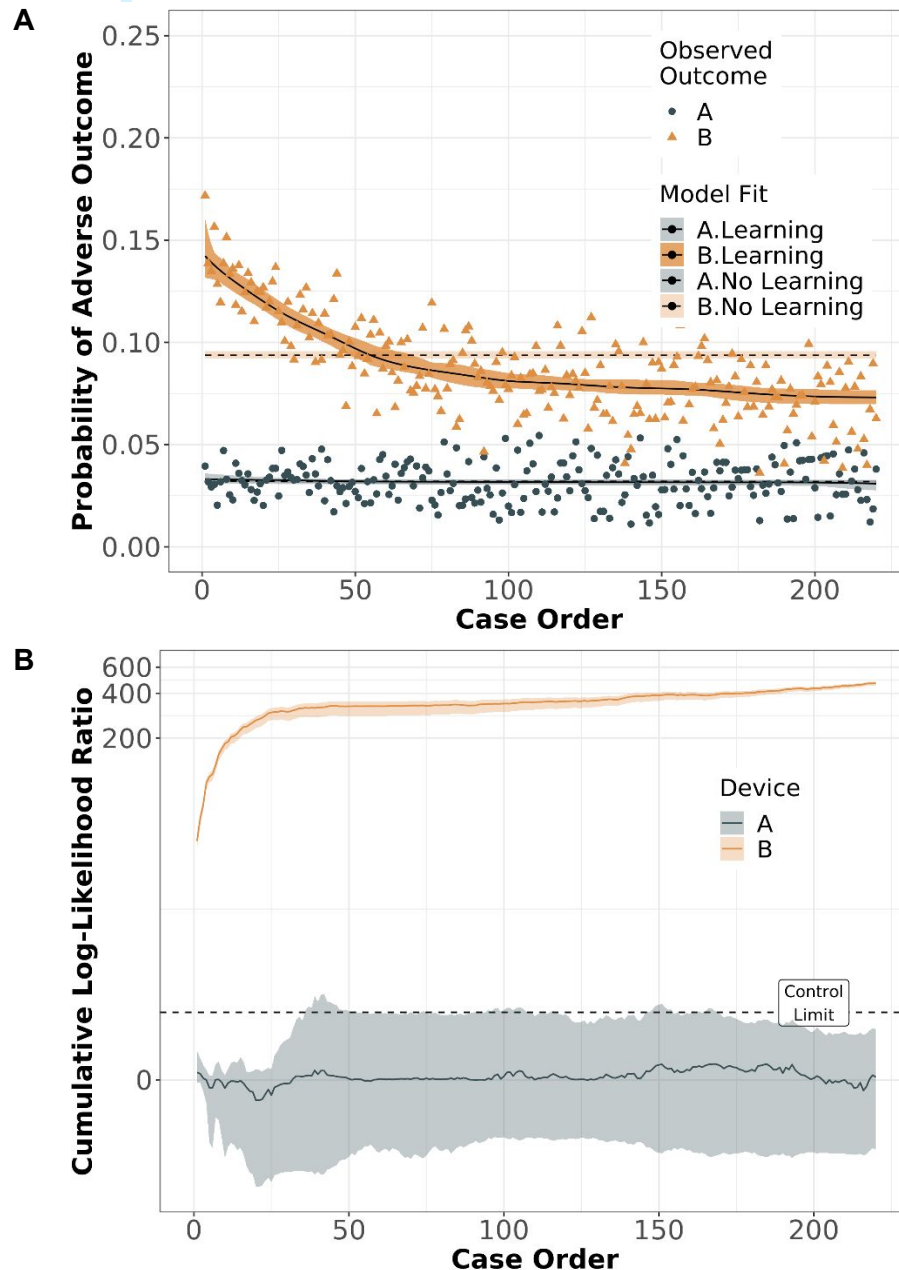 A
Probability of Adverse Outcome
0.25
0.20
0.15
0.10
0.05
0.00
Observed
Outcome
A
B
Model Fit
A.Learning
B.Learning
A.No Learning
B.No Learning
0
50
100
150
200
Case Order
B
Cumulative Log-Likelihood Ratio
600
400
200
0
Device
A
B
Control
Limit
0
50
100
150
200
Case Order